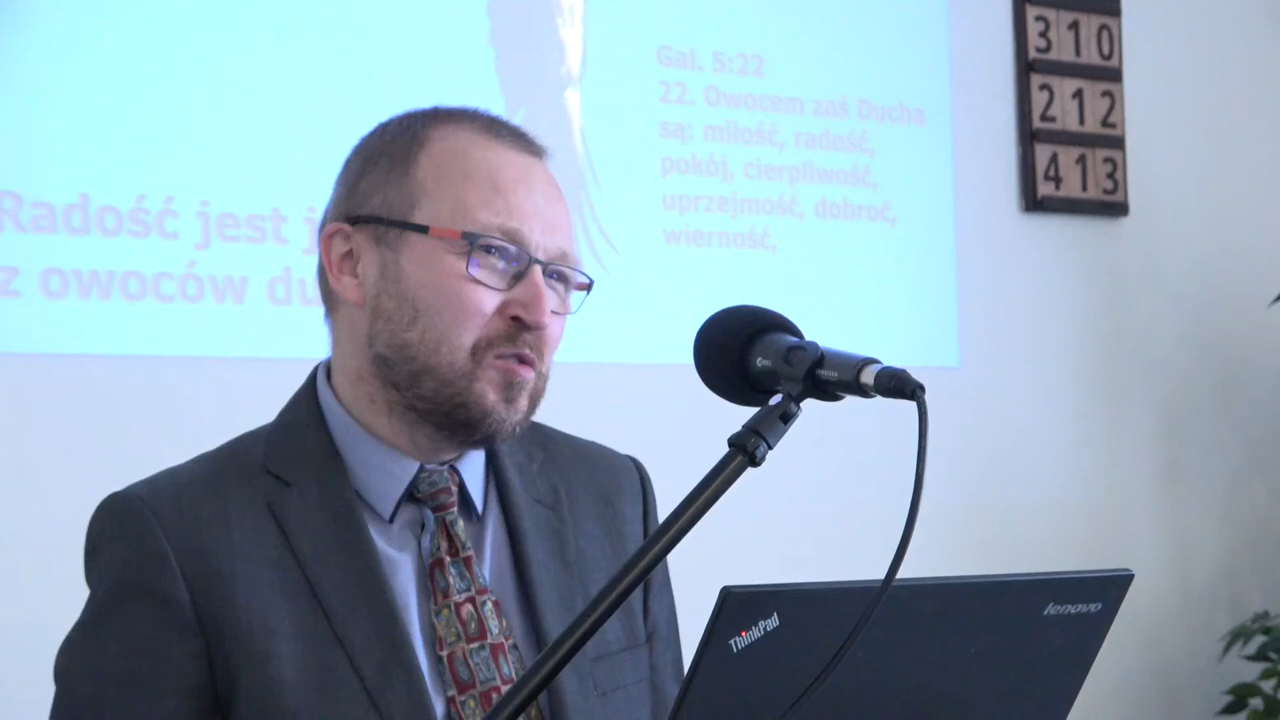 Gal. 5:22
22. Owocem zaś Ducha
są: miłość, radość,
pokój, cierpliwość,
uprzejmość, dobroć,
wierność,
Radość jest
z owoców
310
212
413
ThinkPad
lenovo